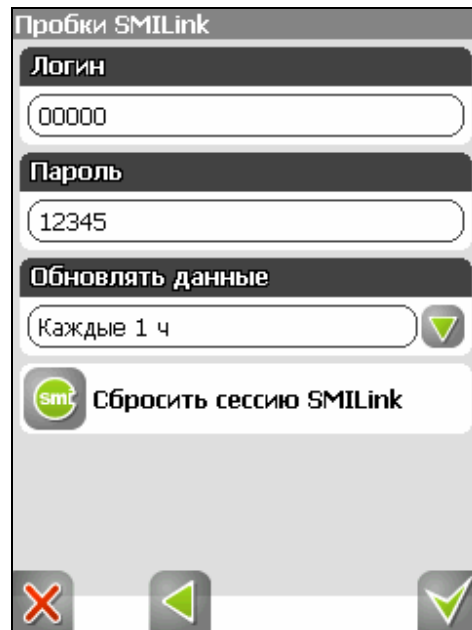 Пробки SMILink
Логин
00000
Пароль
12345
Обновлять данные
Каждые 1 ч
smi Сбросить сессию SMILink